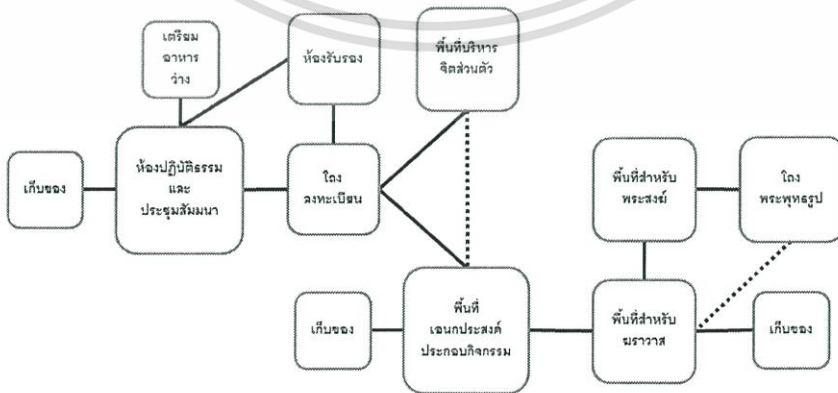 เตรียม
อาหาร
ว่าง
ห้องรับรอง
พื้นที่บริหาร
จิตส่วนตัว
เก็บของ
ห้องปฏิบัติธรรม
และ
ประชุมสัมมนา
โถง
ลงทะเบียน
พื้นที่สำหรับ
พระสงฆ์
โถง
พระพุทธรูป
เก็บของ
พื้นที่
เอนกประสงค์
ประกอบกิจกรรม
พื้นที่สำหรับ
ฆราวาส
เก็บของ